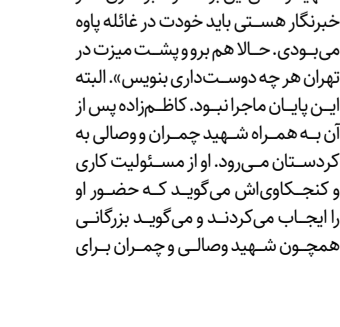 خبرنگار هستی باید خودت در غائله پاوه
می‌بودی. حالا هم برو و پشت میزت در
تهران هر چه دوست‌داری بنویس». البته
این پایان ماجرا نبود. کاظم‌زاده پس از
آن به همراه شهید چمران و وصالی به
کردستان می‌رود. او از مسئولیت کاری
و کنجکاوی‌اش می‌گوید که حضور او
را ایجاب می‌کردند و می‌گوید بزرگانی
همچون شهید وصالی و چمران برای